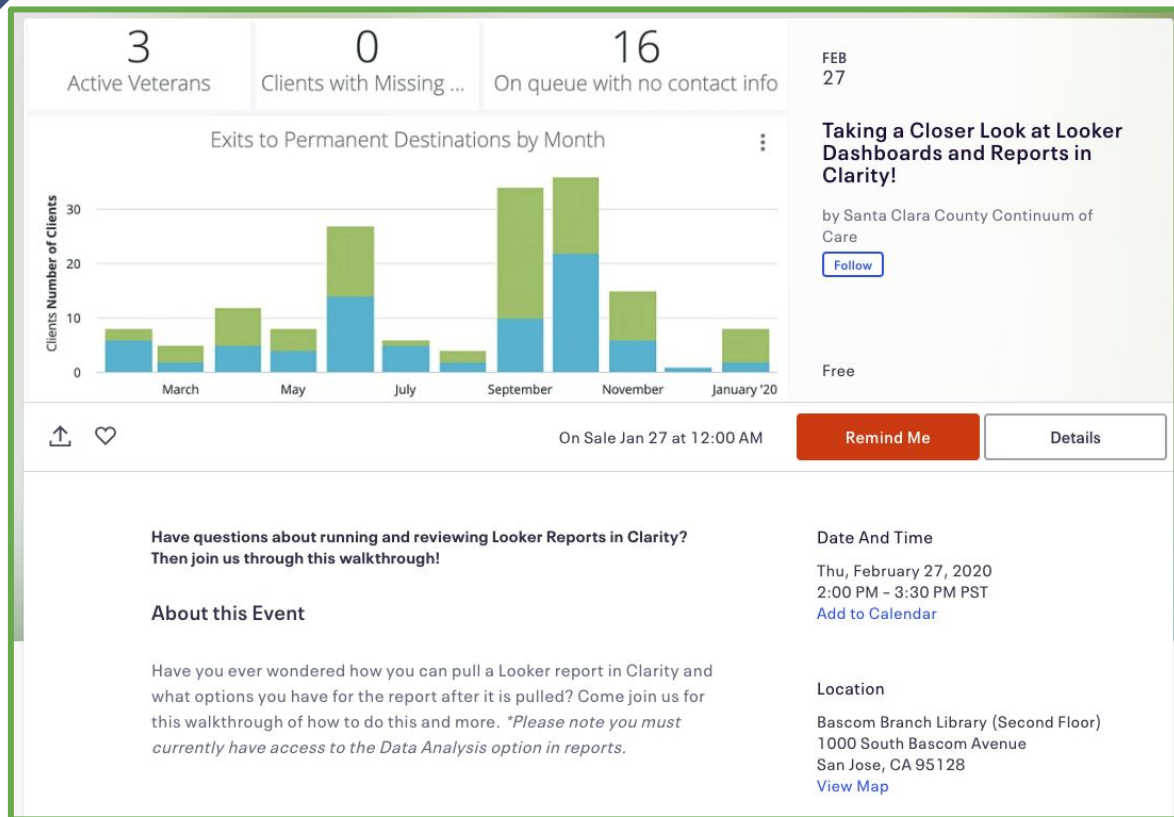 3
Active Veterans
0
Clients with Missing ...
16
On queue with no contact info
Exits to Permanent Destinations by Month
Clients Number of Clients
30
20
10
0
March
May
July
September
November
January '20
FEB
27
Taking a Closer Look at Looker
Dashboards and Reports in
Clarity!
by Santa Clara County Continuum of
Care
Follow
Free
On Sale Jan 27 at 12:00 AM
Remind Me
Details
Have questions about running and reviewing Looker Reports in Clarity?
Then join us through this walkthrough!
About this Event
Have you ever wondered how you can pull a Looker report in Clarity and
what options you have for the report after it is pulled? Come join us for
this walkthrough of how to do this and more. *Please note you must
currently have access to the Data Analysis option in reports.
Date And Time
Thu, February 27, 2020
2:00 PM – 3:30 PM PST
Add to Calendar
Location
Bascom Branch Library (Second Floor)
1000 South Bascom Avenue
San Jose, CA 95128
View Map